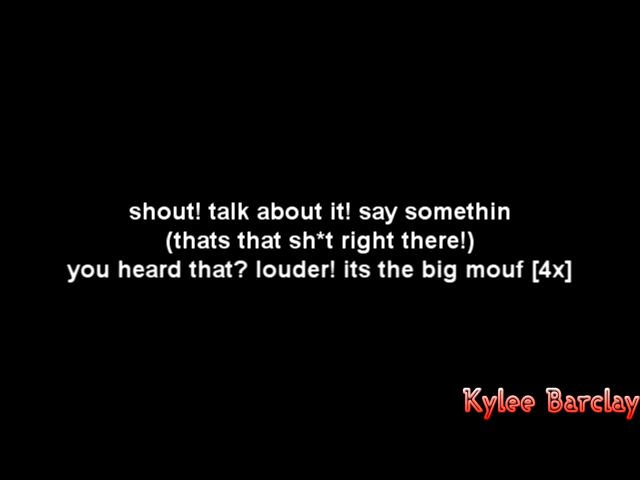 shout! talk about it! say somethin
(thats that sh*t right there!)
you heard that? louder! its the big mouf [4x]
Kylee Barclay